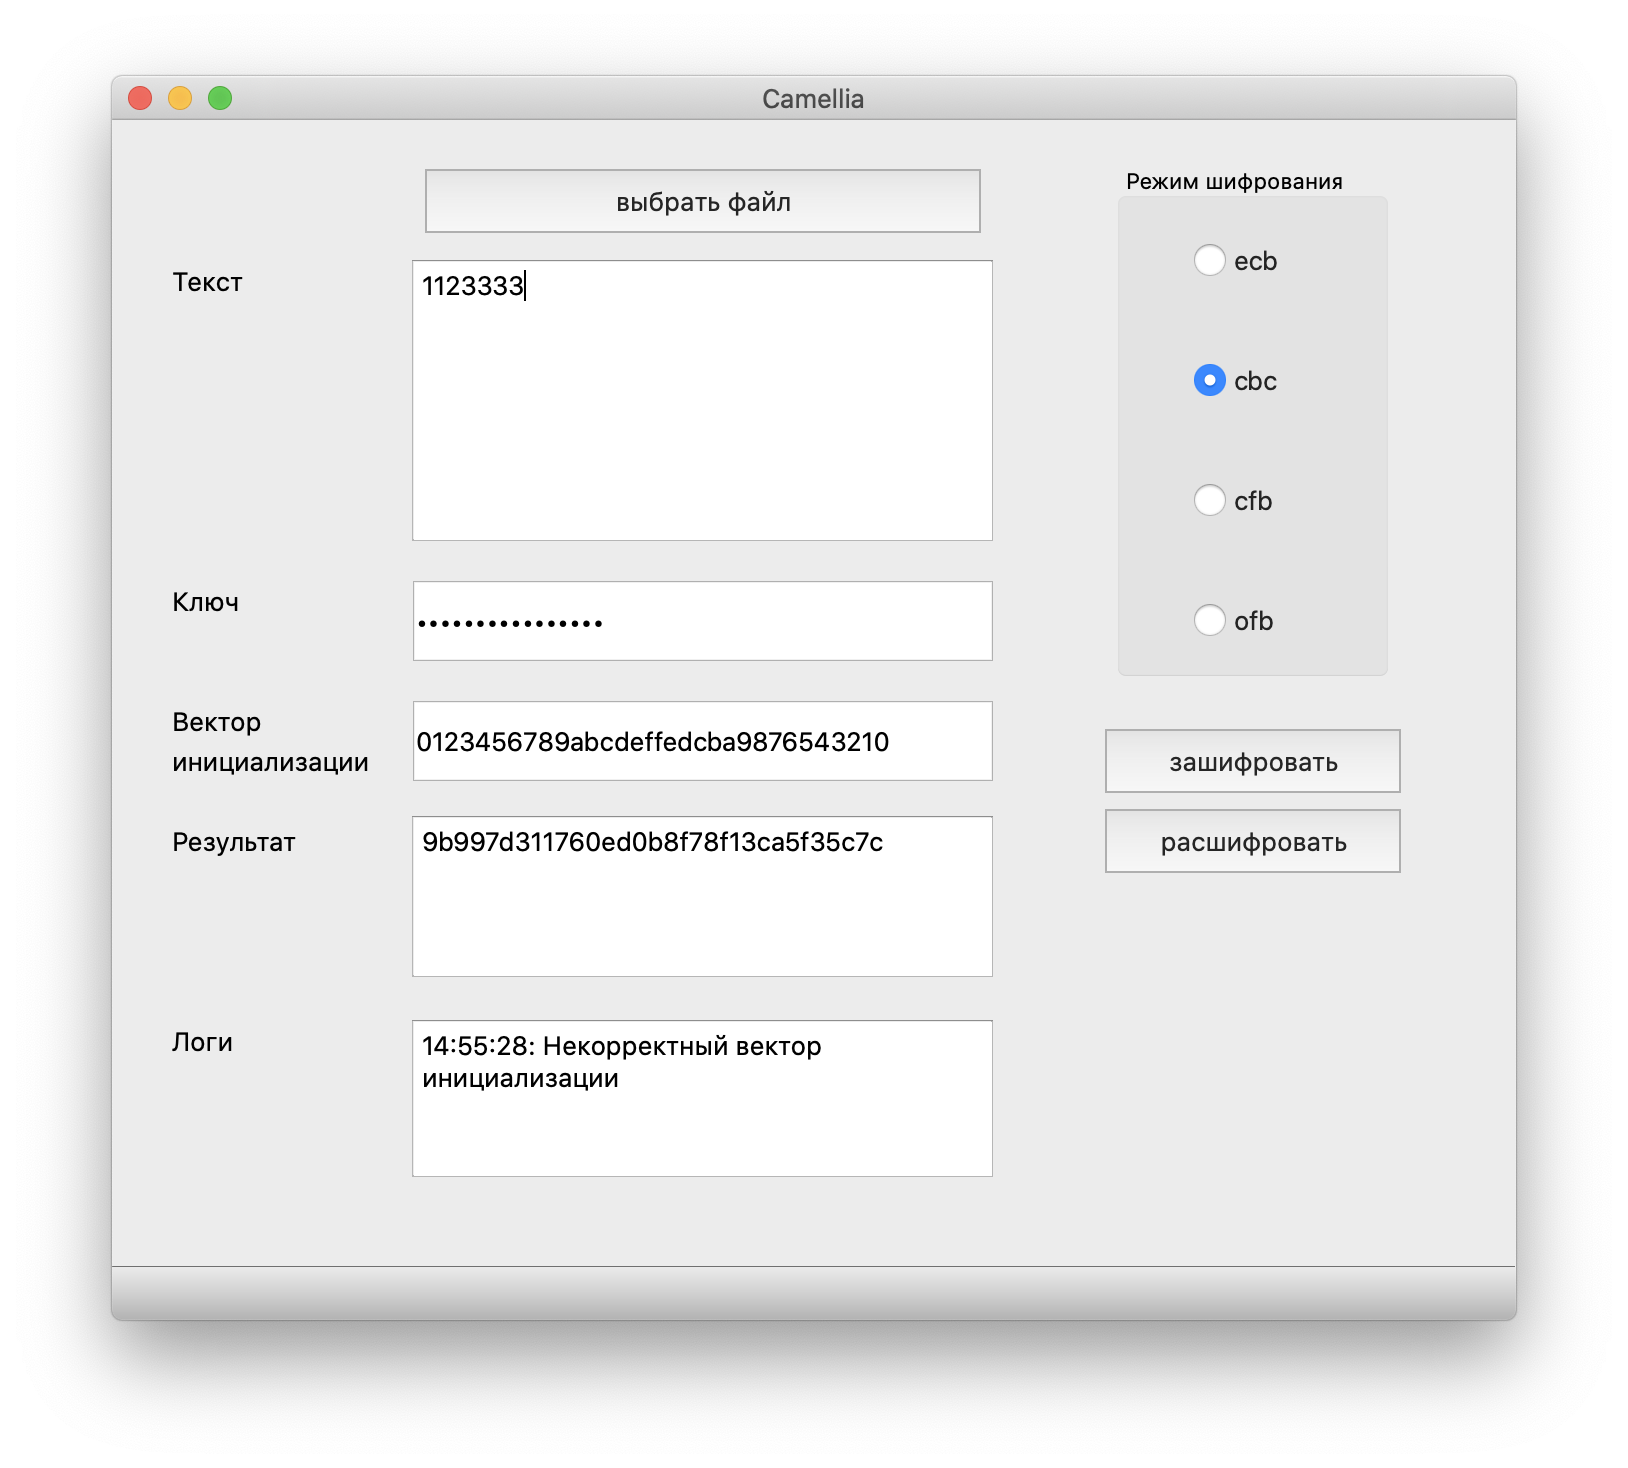 Camellia
выбрать файл
Режим шифрования
Текст
1123333
ecb
cbc
cfb
ofb
Ключ
••••••••••••••••
Вектор
инициализации
0123456789abcdeffedcba9876543210
зашифровать
Результат
9b997d311760ed0b8f78f13ca5f35c7c
расшифровать
Логи
14:55:28: Некорректный вектор
инициализации